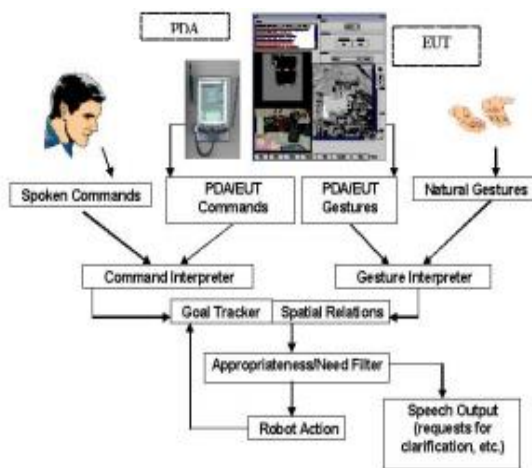 PDA
EUT
Spoken Commands
PDA/EUT
Commands
PDA/EUT
Gestures
Natural Gestures
Command Interpreter
Gesture Interpreter
Goal Tracker
Spatial Relations
Appropriateness/Need Filter
Robot Action
Speech Output
(requests for
clarification, etc.)